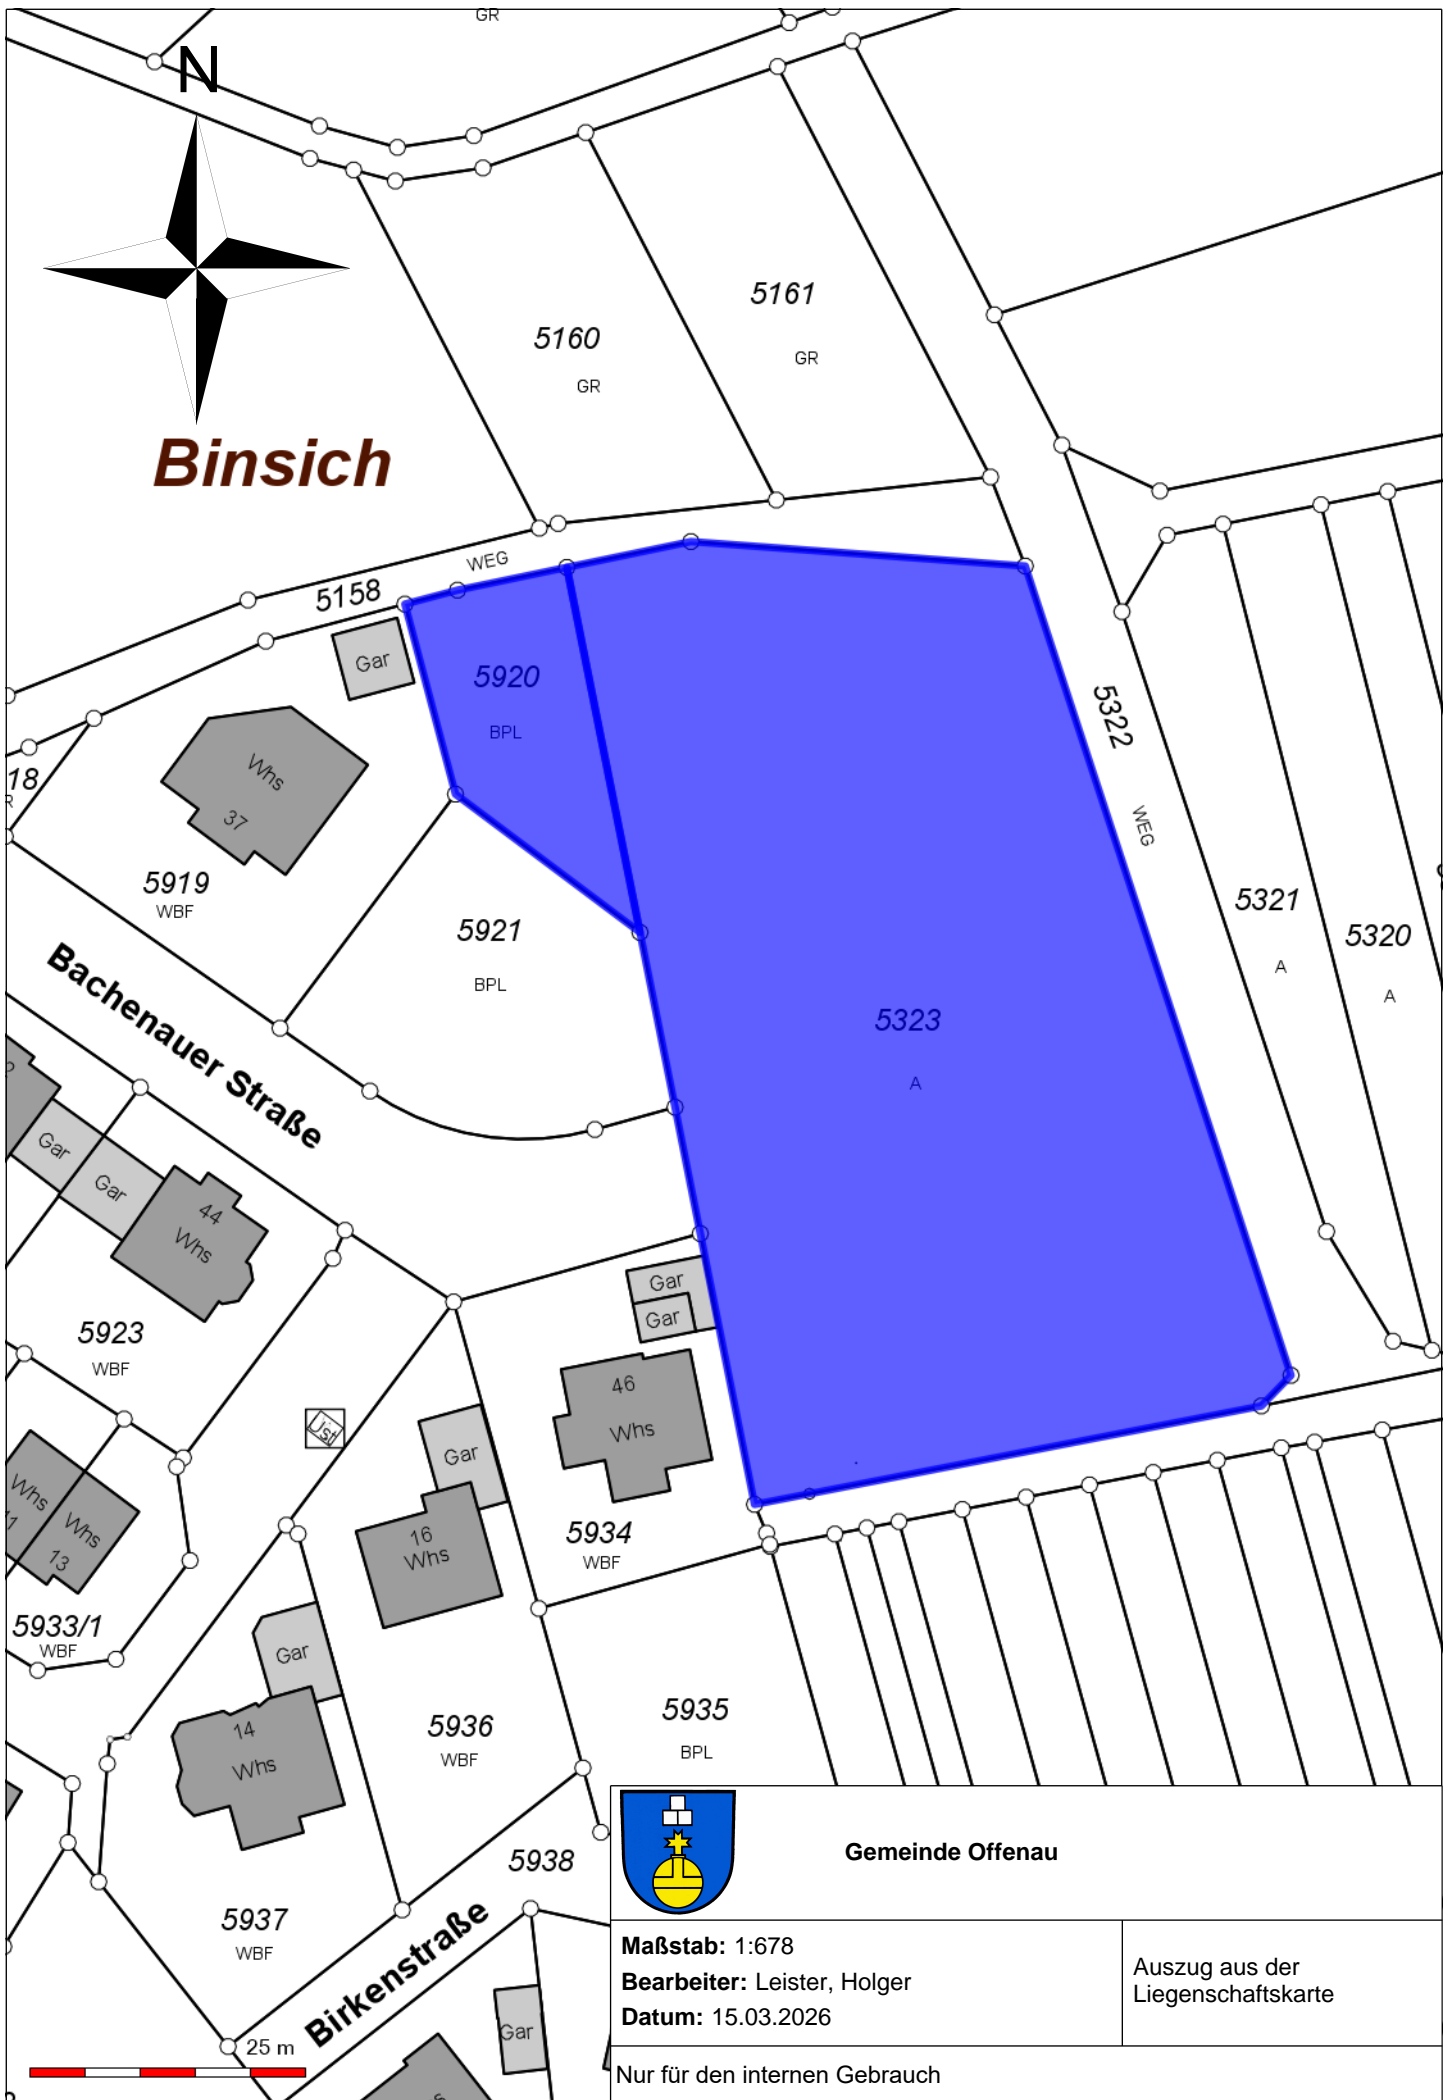 GR
N
5161
5160
GR
GR
Binsich
WEG
5158
Gar
5920
BPL
5322
18
Whs
37
WEG
5919
WBF
5321
5921
5320
A
BPL
A
Bachenauer Straße
5323
A
Gar
Gar
44
Whs
Gar
Gar
5923
WBF
46
Whs
Üst
Gar
Whs
11
Whs
13
16
Whs
5934
WBF
5933/1
WBF
Gar
14
Whs
5936
WBF
5935
BPL
Gemeinde Offenau
5938
5937
WBF
Birkenstraße
Gar
25 m
Maßstab: 1:678
Bearbeiter: Leister, Holger
Datum: 15.03.2026
Auszug aus der
Liegenschaftskarte
Nur für den internen Gebrauch